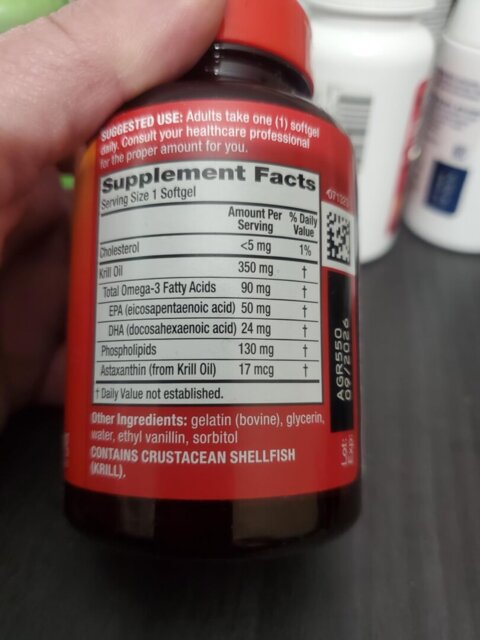 SUGGESTED USE: Adults take one (1) softgel
daily. Consult your healthcare professional
for the proper amount for you.
Supplement Facts
Serving Size 1 Softgel
Amount Per Serving % Daily Value
Cholesterol <5 mg 1%
Krill Oil 350 mg †
Total Omega-3 Fatty Acids 90 mg †
EPA (eicosapentaenoic acid) 50 mg †
DHA (docosahexaenoic acid) 24 mg †
Phospholipids 130 mg †
Astaxanthin (from Krill Oil) 17 mcg †
† Daily Value not established.
Other Ingredients: gelatin (bovine), glycerin,
water, ethyl vanillin, sorbitol
CONTAINS CRUSTACEAN SHELLFISH
(KRILL).
Lot: AGR550
Exp: 09/2026